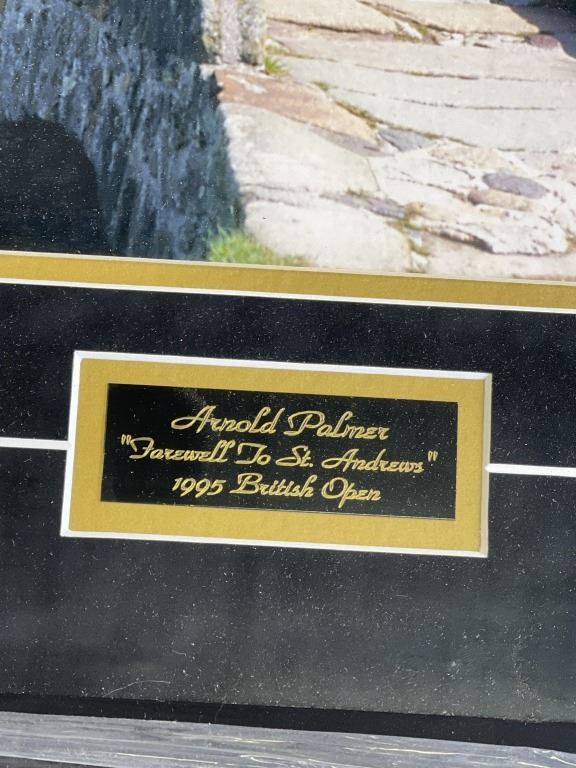 Arnold Palmer
"Farewell To St. Andrews"
1995 British Open